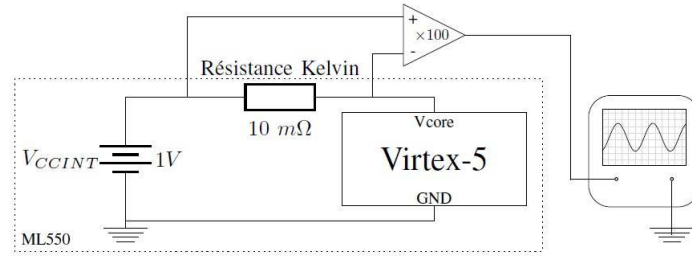 +
×100
-
Résistance Kelvin
10 mΩ
Vcore
V_CCINT
1V
Virtex-5
GND
ML550